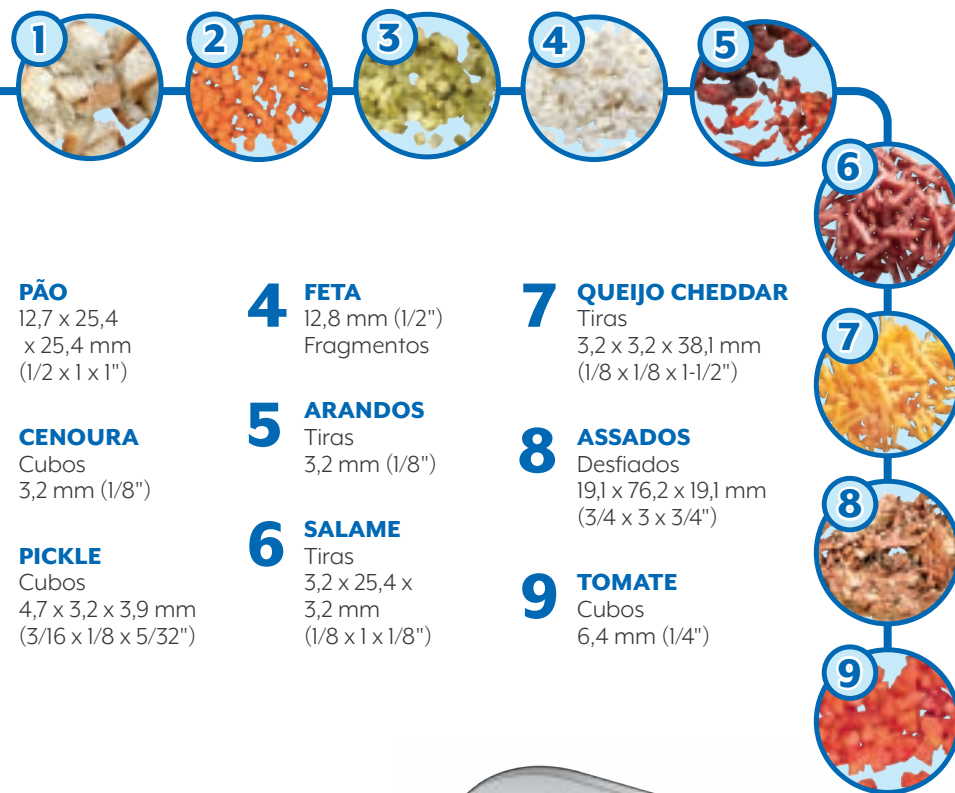 1
2
3
4
5
6
7
8
9
PÃO
12,7 x 25,4
x 25,4 mm
(1/2 x 1 x 1")
CENOURA
Cubos
3,2 mm (1/8")
PICKLE
Cubos
4,7 x 3,2 x 3,9 mm
(3/16 x 1/8 x 5/32")
4 FETA
12,8 mm (1/2")
Fragmentos
5 ARANDOS
Tiras
3,2 mm (1/8")
6 SALAME
Tiras
3,2 x 25,4 x
3,2 mm
(1/8 x 1 x 1/8")
7 QUEIJO CHEDDAR
Tiras
3,2 x 3,2 x 38,1 mm
(1/8 x 1/8 x 1-1/2")
8 ASSADOS
Desfiados
19,1 x 76,2 x 19,1 mm
(3/4 x 3 x 3/4")
9 TOMATE
Cubos
6,4 mm (1/4")